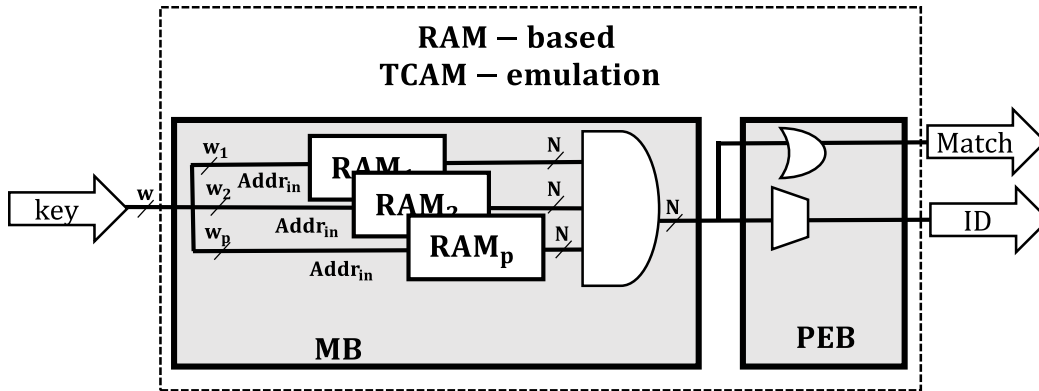 RAM – based
TCAM – emulation
key
w
w1
w2
wp
Addrin
Addrin
Addrin
RAM1
RAM2
RAMp
N
N
N
N
MB
PEB
Match
ID